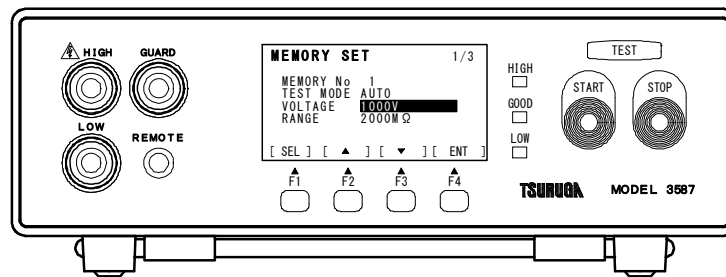 HIGH
GUARD
LOW
REMOTE
MEMORY SET 1/3
MEMORY No 1
TEST MODE AUTO
VOLTAGE 1000V
RANGE 2000MΩ
[ SEL ] [ ▲ ] [ ▼ ] [ ENT ]
F1 F2 F3 F4
HIGH
GOOD
LOW
TEST
START STOP
TSURUGA MODEL 3587